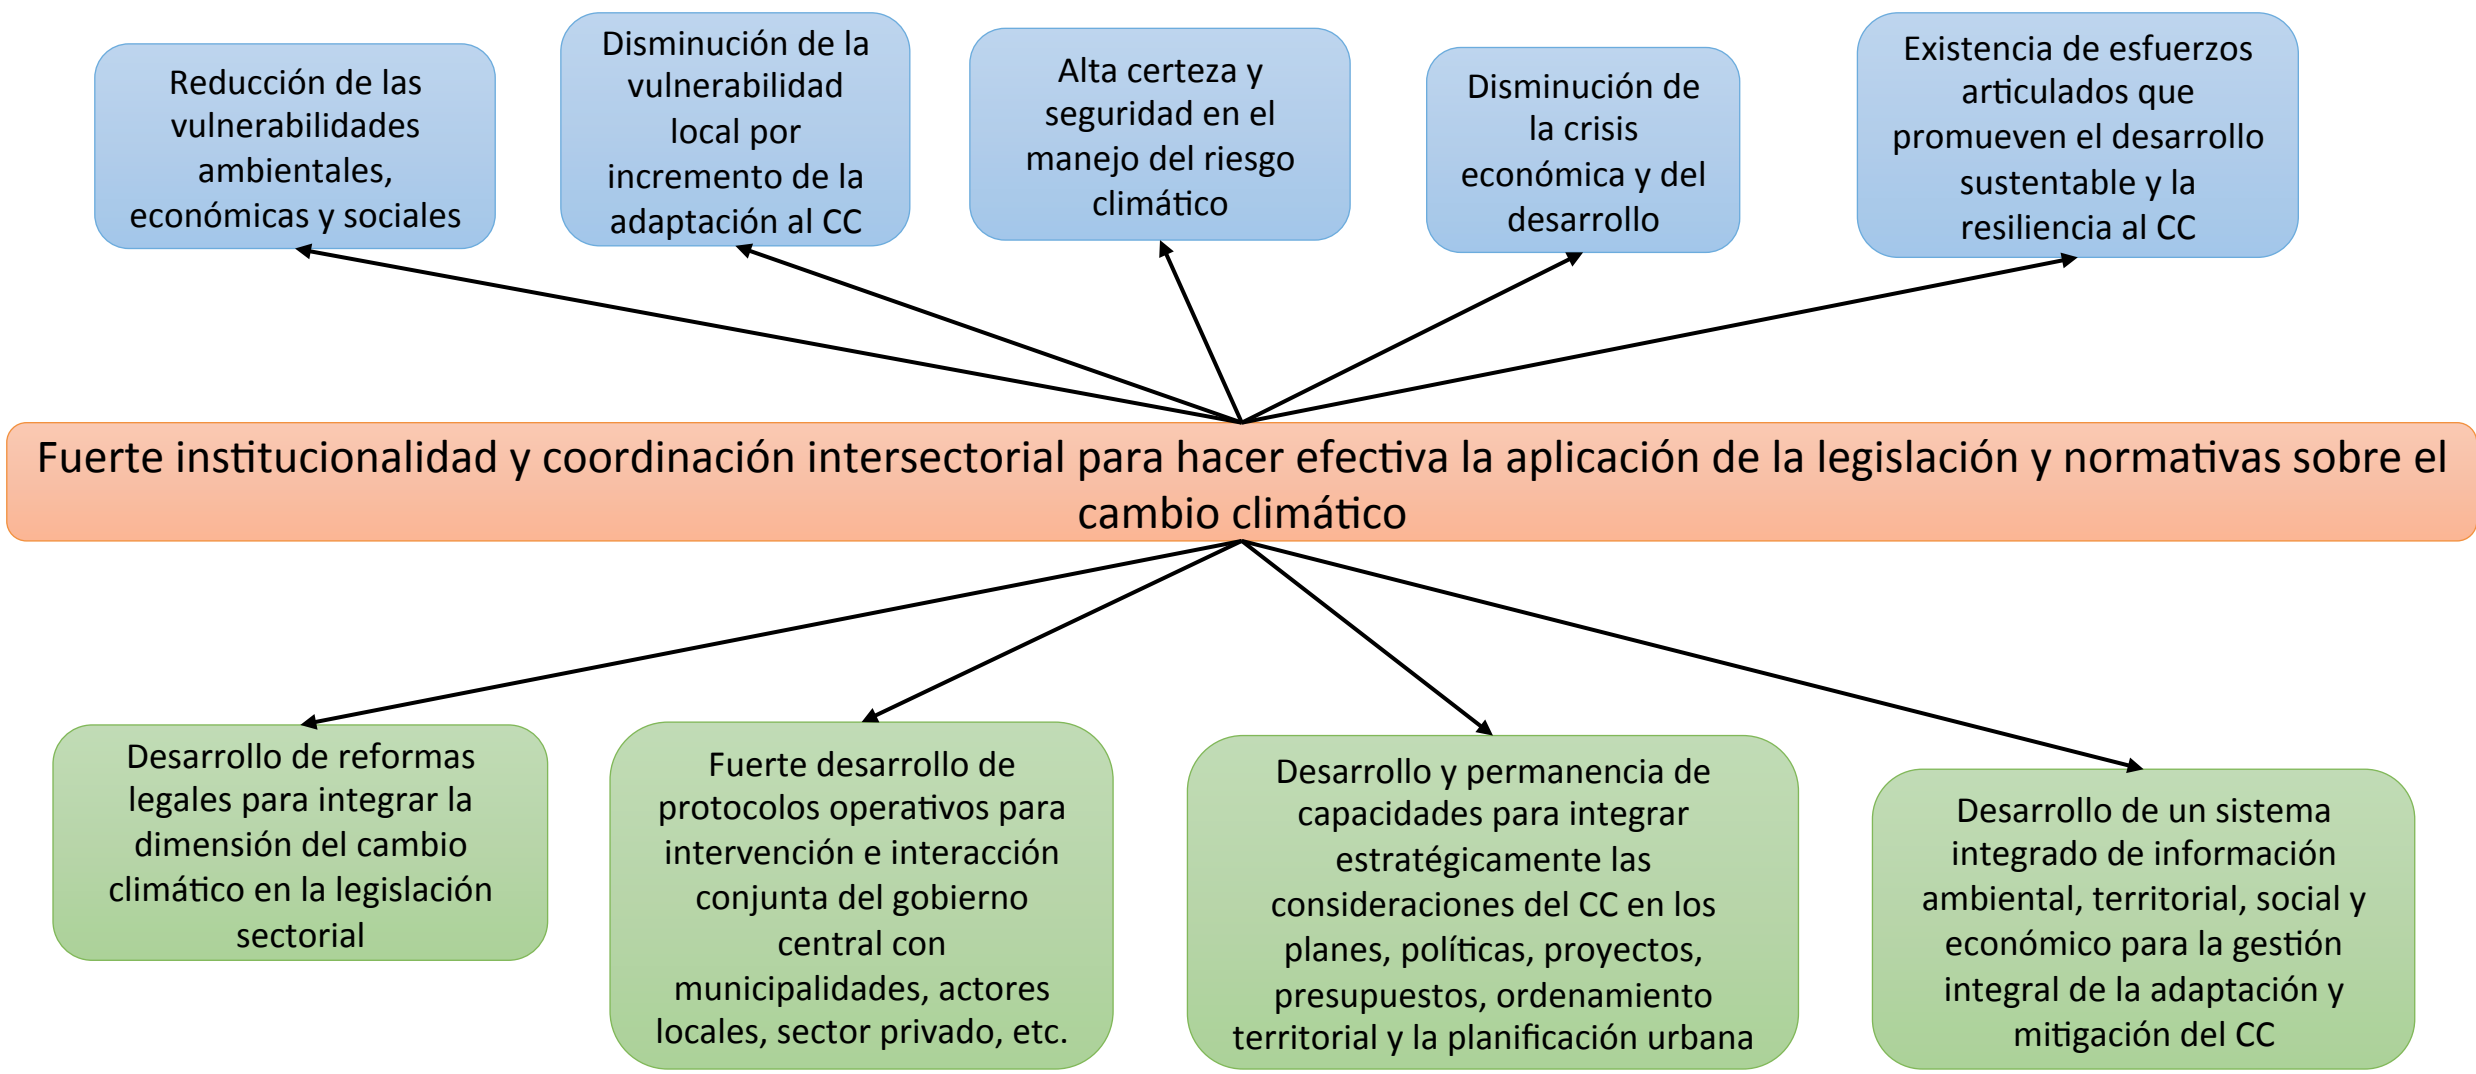 Reducción de las
vulnerabilidades
ambientales,
económicas y sociales
Disminución de la
vulnerabilidad
local por
incremento de la
adaptación al CC
Alta certeza y
seguridad en el
manejo del riesgo
climático
Disminución de
la crisis
económica y del
desarrollo
Existencia de esfuerzos
articulados que
promueven el desarrollo
sustentable y la
resiliencia al CC
Fuerte institucionalidad y coordinación intersectorial para hacer efectiva la aplicación de la legislación y normativas sobre el
cambio climático
Desarrollo de reformas
legales para integrar la
dimensión del cambio
climático en la legislación
sectorial
Fuerte desarrollo de
protocolos operativos para
intervención e interacción
conjunta del gobierno
central con
municipalidades, actores
locales, sector privado, etc.
Desarrollo y permanencia de
capacidades para integrar
estratégicamente las
consideraciones del CC en los
planes, políticas, proyectos,
presupuestos, ordenamiento
territorial y la planificación urbana
Desarrollo de un sistema
integrado de información
ambiental, territorial, social y
económico para la gestión
integral de la adaptación y
mitigación del CC